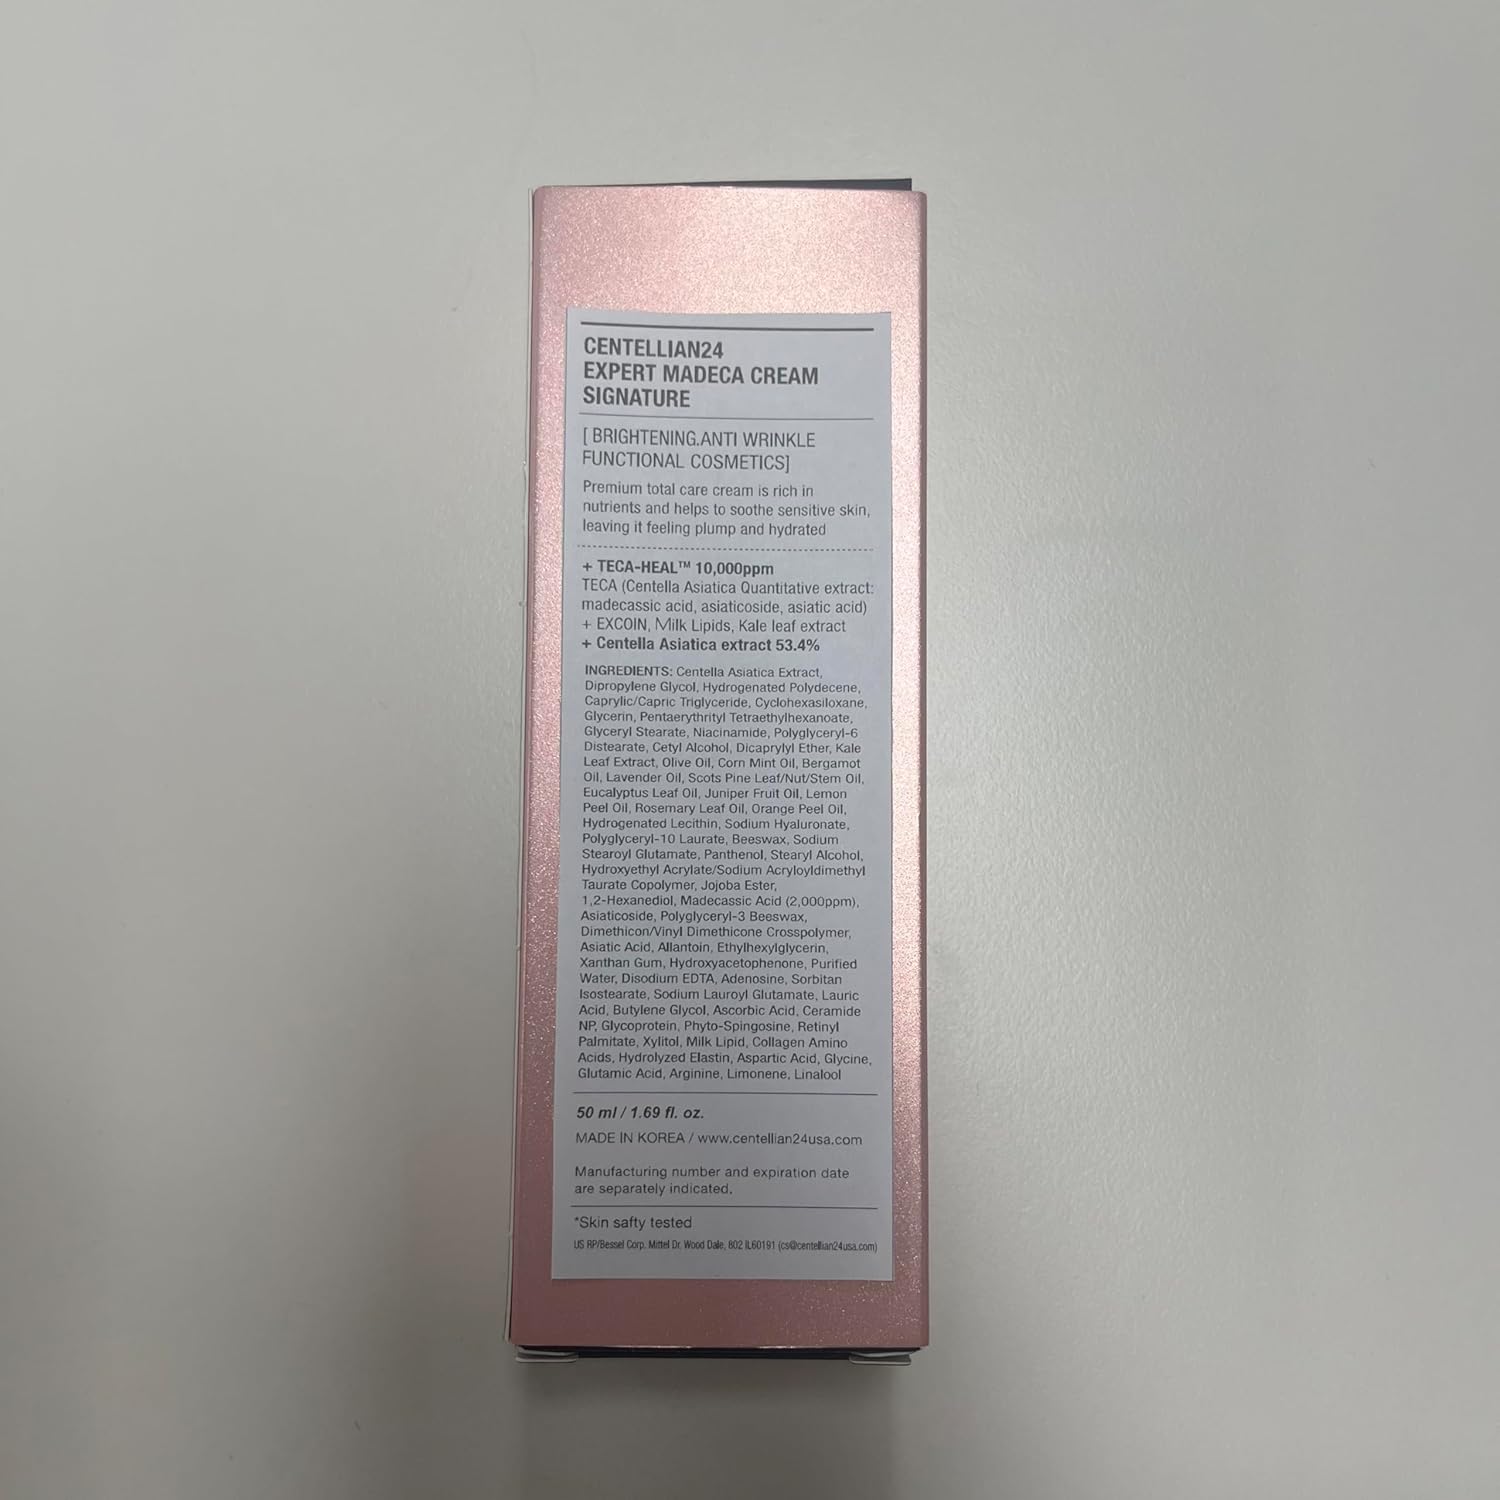 CENTELLIAN24
EXPERT MADECA CREAM
SIGNATURE
[ BRIGHTENING.ANTI WRINKLE
FUNCTIONAL COSMETICS]
Premium total care cream is rich in
nutrients and helps to soothe sensitive skin,
leaving it feeling plump and hydrated
+ TECA-HEAL™ 10,000ppm
TECA (Centella Asiatica Quantitative extract:
madecassic acid, asiaticoside, asiatic acid)
+ EXCOIN, Milk Lipids, Kale leaf extract
+ Centella Asiatica extract 53.4%
INGREDIENTS: Centella Asiatica Extract,
Dipropylene Glycol, Hydrogenated Polydecene,
Caprylic/Capric Triglyceride, Cyclohexasiloxane,
Glycerin, Pentaerythrityl Tetraethylhexanoate,
Glyceryl Stearate, Niacinamide, Polyglyceryl-6
Distearate, Cetyl Alcohol, Dicaprylyl Ether, Kale
Leaf Extract, Olive Oil, Corn Mint Oil, Bergamot
Oil, Lavender Oil, Scots Pine Leaf/Nut/Stem Oil,
Eucalyptus Leaf Oil, Juniper Fruit Oil, Lemon
Peel Oil, Rosemary Leaf Oil, Orange Peel Oil,
Hydrogenated Lecithin, Sodium Hyaluronate,
Polyglyceryl-10 Laurate, Beeswax, Sodium
Stearoyl Glutamate, Panthenol, Stearyl Alcohol,
Hydroxyethyl Acrylate/Sodium Acryloyldimethyl
Taurate Copolymer, Jojoba Ester,
1,2-Hexanediol, Madecassic Acid (2,000ppm),
Asiaticoside, Polyglyceryl-3 Beeswax,
Dimethicon/Vinyl Dimethicone Crosspolymer,
Asiatic Acid, Allantoin, Ethylhexylglycerin,
Xanthan Gum, Hydroxyacetophenone, Purified
Water, Disodium EDTA, Adenosine, Sorbitan
Isostearate, Sodium Lauroyl Glutamate, Lauric
Acid, Butylene Glycol, Ascorbic Acid, Ceramide
NP, Glycoprotein, Phyto-Spingosine, Retinyl
Palmitate, Xylitol, Milk Lipid, Collagen Amino
Acids, Hydrolyzed Elastin, Aspartic Acid, Glycine,
Glutamic Acid, Arginine, Limonene, Linalool
50 ml / 1.69 fl. oz.
MADE IN KOREA / www.centellian24usa.com
Manufacturing number and expiration date
are separately indicated.
*Skin safty tested
US RP/Bessel Corp. Mittel Dr. Wood Dale, 802 IL60191 (cs@centellian24usa.com)